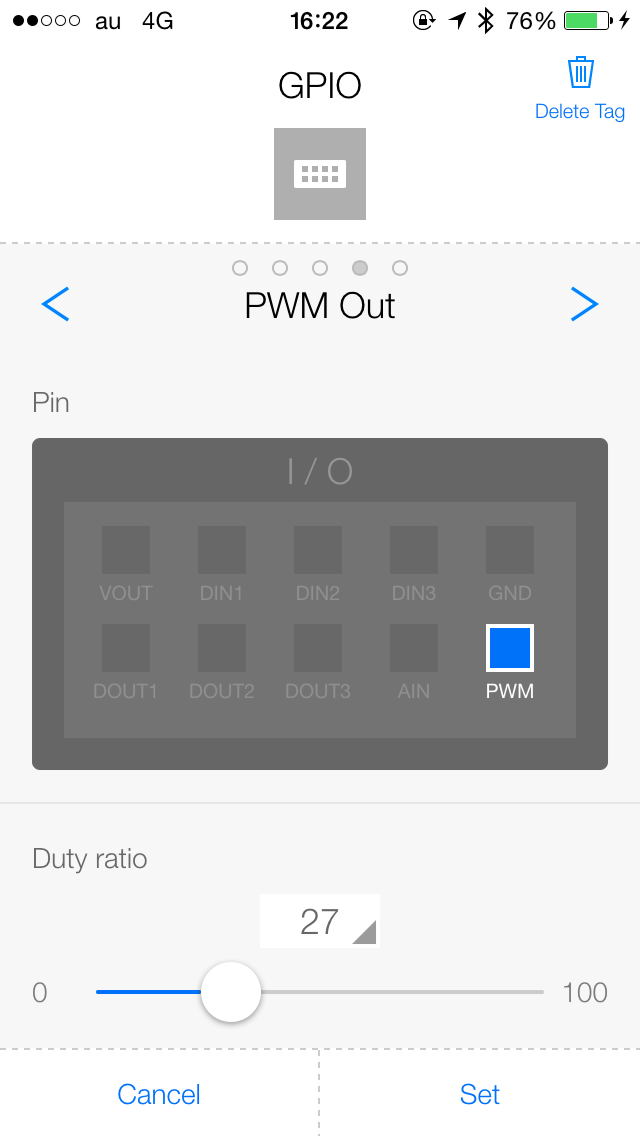 au 4G 16:22 76%
GPIO
Delete Tag
PWM Out
Pin
I / O
VOUT DIN1 DIN2 DIN3 GND
DOUT1 DOUT2 DOUT3 AIN PWM
Duty ratio
27
0 100
Cancel Set